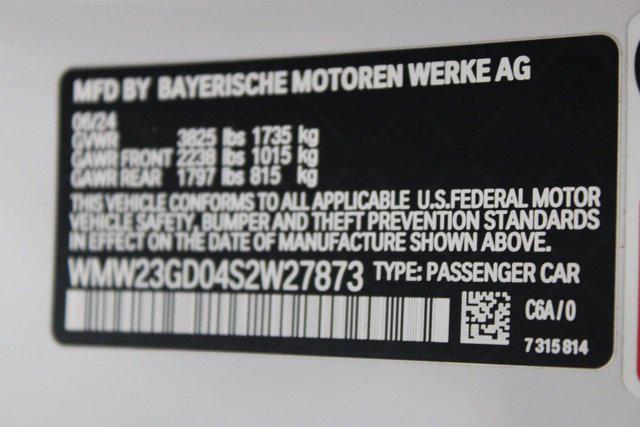 MFD BY BAYERISCHE MOTOREN WERKE AG
06/24
GVWR 3825 lbs 1735 kg
GAWR FRONT 2238 lbs 1015 kg
GAWR REAR 1797 lbs 815 kg
THIS VEHICLE CONFORMS TO ALL APPLICABLE U.S.FEDERAL MOTOR
VEHICLE SAFETY, BUMPER AND THEFT PREVENTION STANDARDS
IN EFFECT ON THE DATE OF MANUFACTURE SHOWN ABOVE.
WMW23GD04S2W27873 TYPE: PASSENGER CAR
C6A/0
7315814